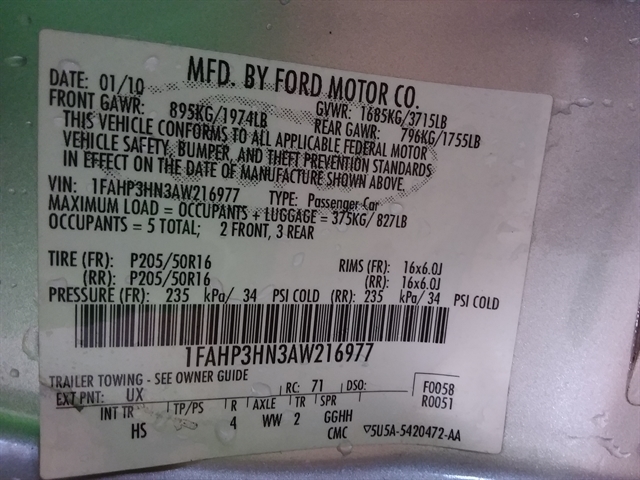 MFD. BY FORD MOTOR CO.
DATE: 01/10 GVWR: 1685KG/3715LB
FRONT GAWR: 895KG/1974LB REAR GAWR: 796KG/1755LB
THIS VEHICLE CONFORMS TO ALL APPLICABLE FEDERAL MOTOR
VEHICLE SAFETY, BUMPER, AND THEFT PREVENTION STANDARDS
IN EFFECT ON THE DATE OF MANUFACTURE SHOWN ABOVE.
VIN: 1FAHP3HN3AW216977 TYPE: Passenger Car
MAXIMUM LOAD = OCCUPANTS + LUGGAGE = 375KG/ 827LB
OCCUPANTS = 5 TOTAL; 2 FRONT, 3 REAR
TIRE (FR): P205/50R16 RIMS (FR): 16x6.0J
(RR): P205/50R16 (RR): 16x6.0J
PRESSURE (FR): 235 kPa/ 34 PSI COLD (RR): 235 kPa/ 34 PSI COLD
1FAHP3HN3AW216977
TRAILER TOWING - SEE OWNER GUIDE
EXT PNT: UX RC: 71 DSO: F0058
R0051
INT TR TP/PS R AXLE TR SPR
HS 4 WW 2 GGHH
CMC ▽5U5A-5420472-AA